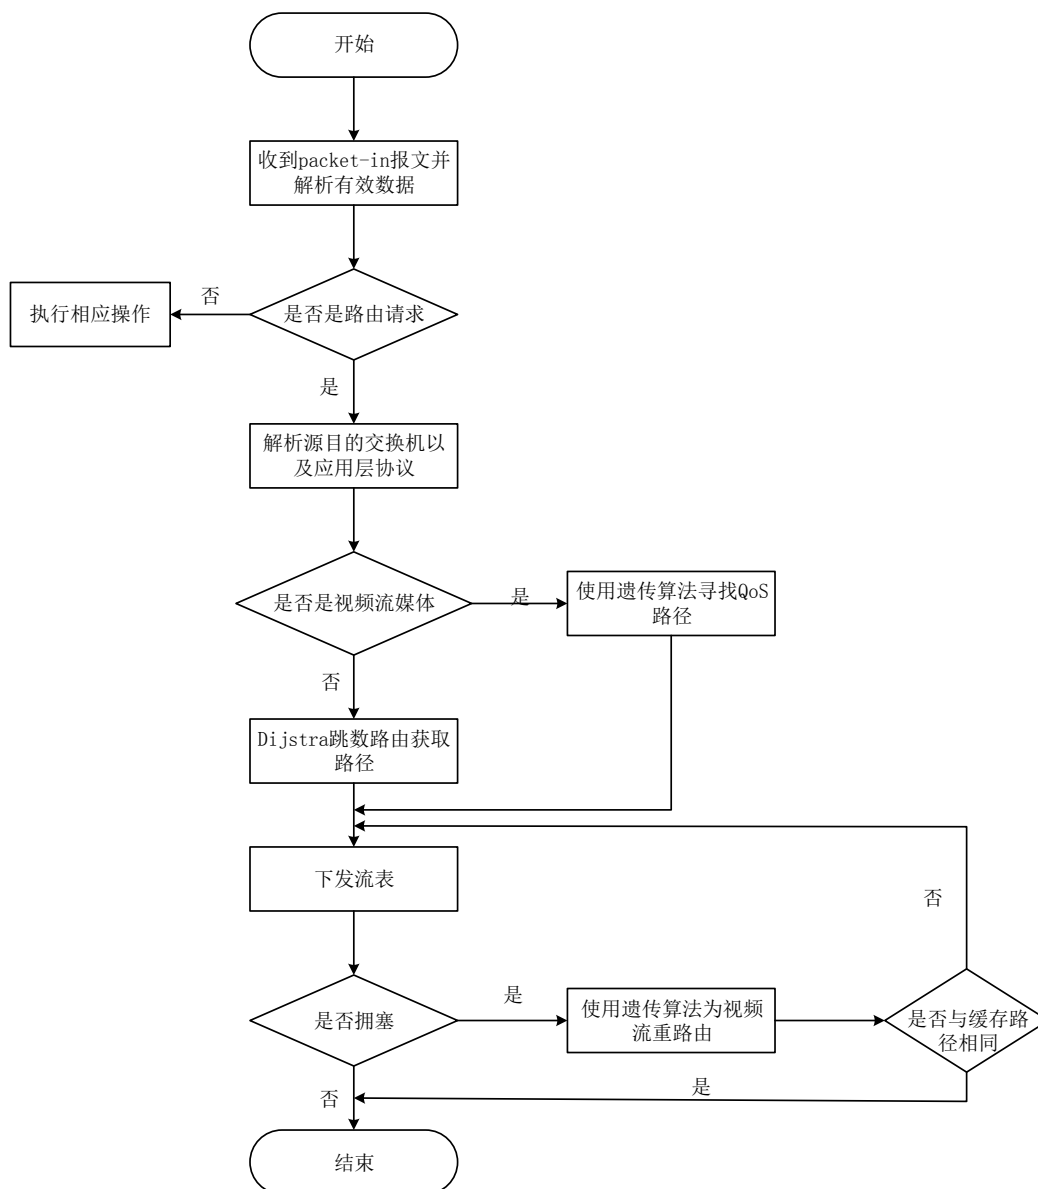 开始
收到packet-in报文并
解析有效数据
否
执行相应操作
是否是路由请求
是
解析源目的交换机以
及应用层协议
是否是视频流媒体
是
使用遗传算法寻找QoS
路径
否
Dijstra跳数路由获取
路径
下发流表
否
是否拥塞
是
使用遗传算法为视频
流重路由
是否与缓存路
径相同
是
否
结束